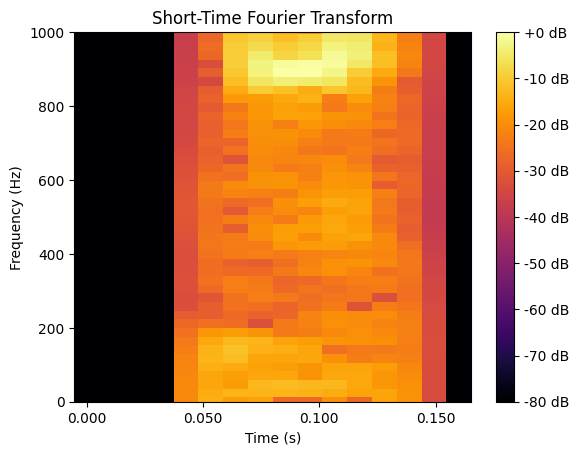 Short-Time Fourier Transform
1000
800
600
400
200
0
Frequency (Hz)
0.000
0.050
0.100
0.150
Time (s)
+0 dB
-10 dB
-20 dB
-30 dB
-40 dB
-50 dB
-60 dB
-70 dB
-80 dB